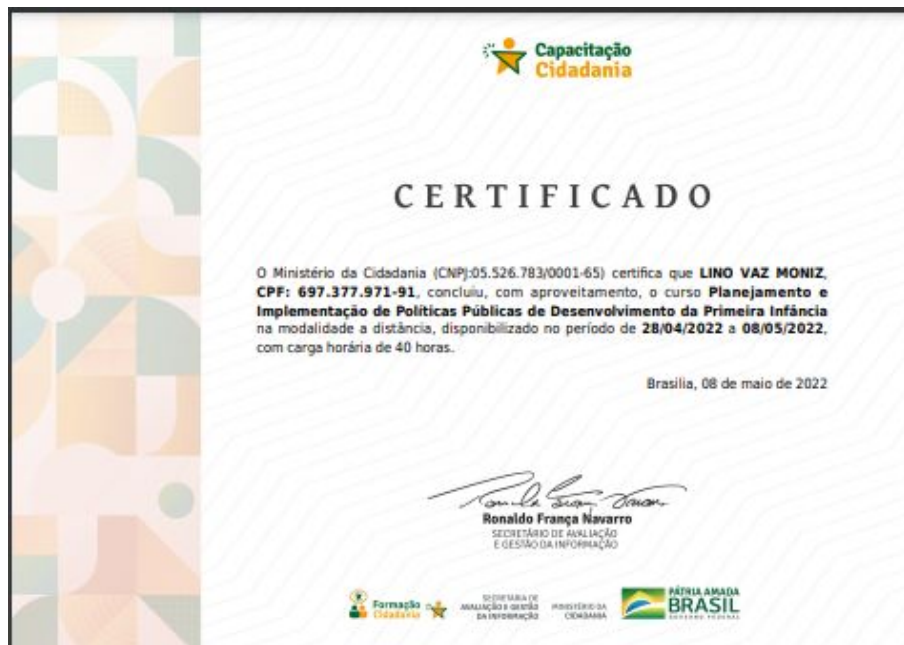 Capacitação
Cidadania
CERTIFICADO
O Ministério da Cidadania (CNPJ:05.526.783/0001-65) certifica que LINO VAZ MONIZ,
CPF: 697.377.971-91, concluiu, com aproveitamento, o curso Planejamento e
Implementação de Políticas Públicas de Desenvolvimento da Primeira Infância
na modalidade a distância, disponibilizado no período de 28/04/2022 a 08/05/2022,
com carga horária de 40 horas.
Brasília, 08 de maio de 2022
Ronaldo França Navarro
SECRETÁRIO DE AVALIAÇÃO
E GESTÃO DA INFORMAÇÃO
Formação
Cidadania
SECRETARIA DE
AVALIAÇÃO E GESTÃO
DA INFORMAÇÃO
MINISTÉRIO DA
CIDADANIA
PÁTRIA AMADA
BRASIL
GOVERNO FEDERAL